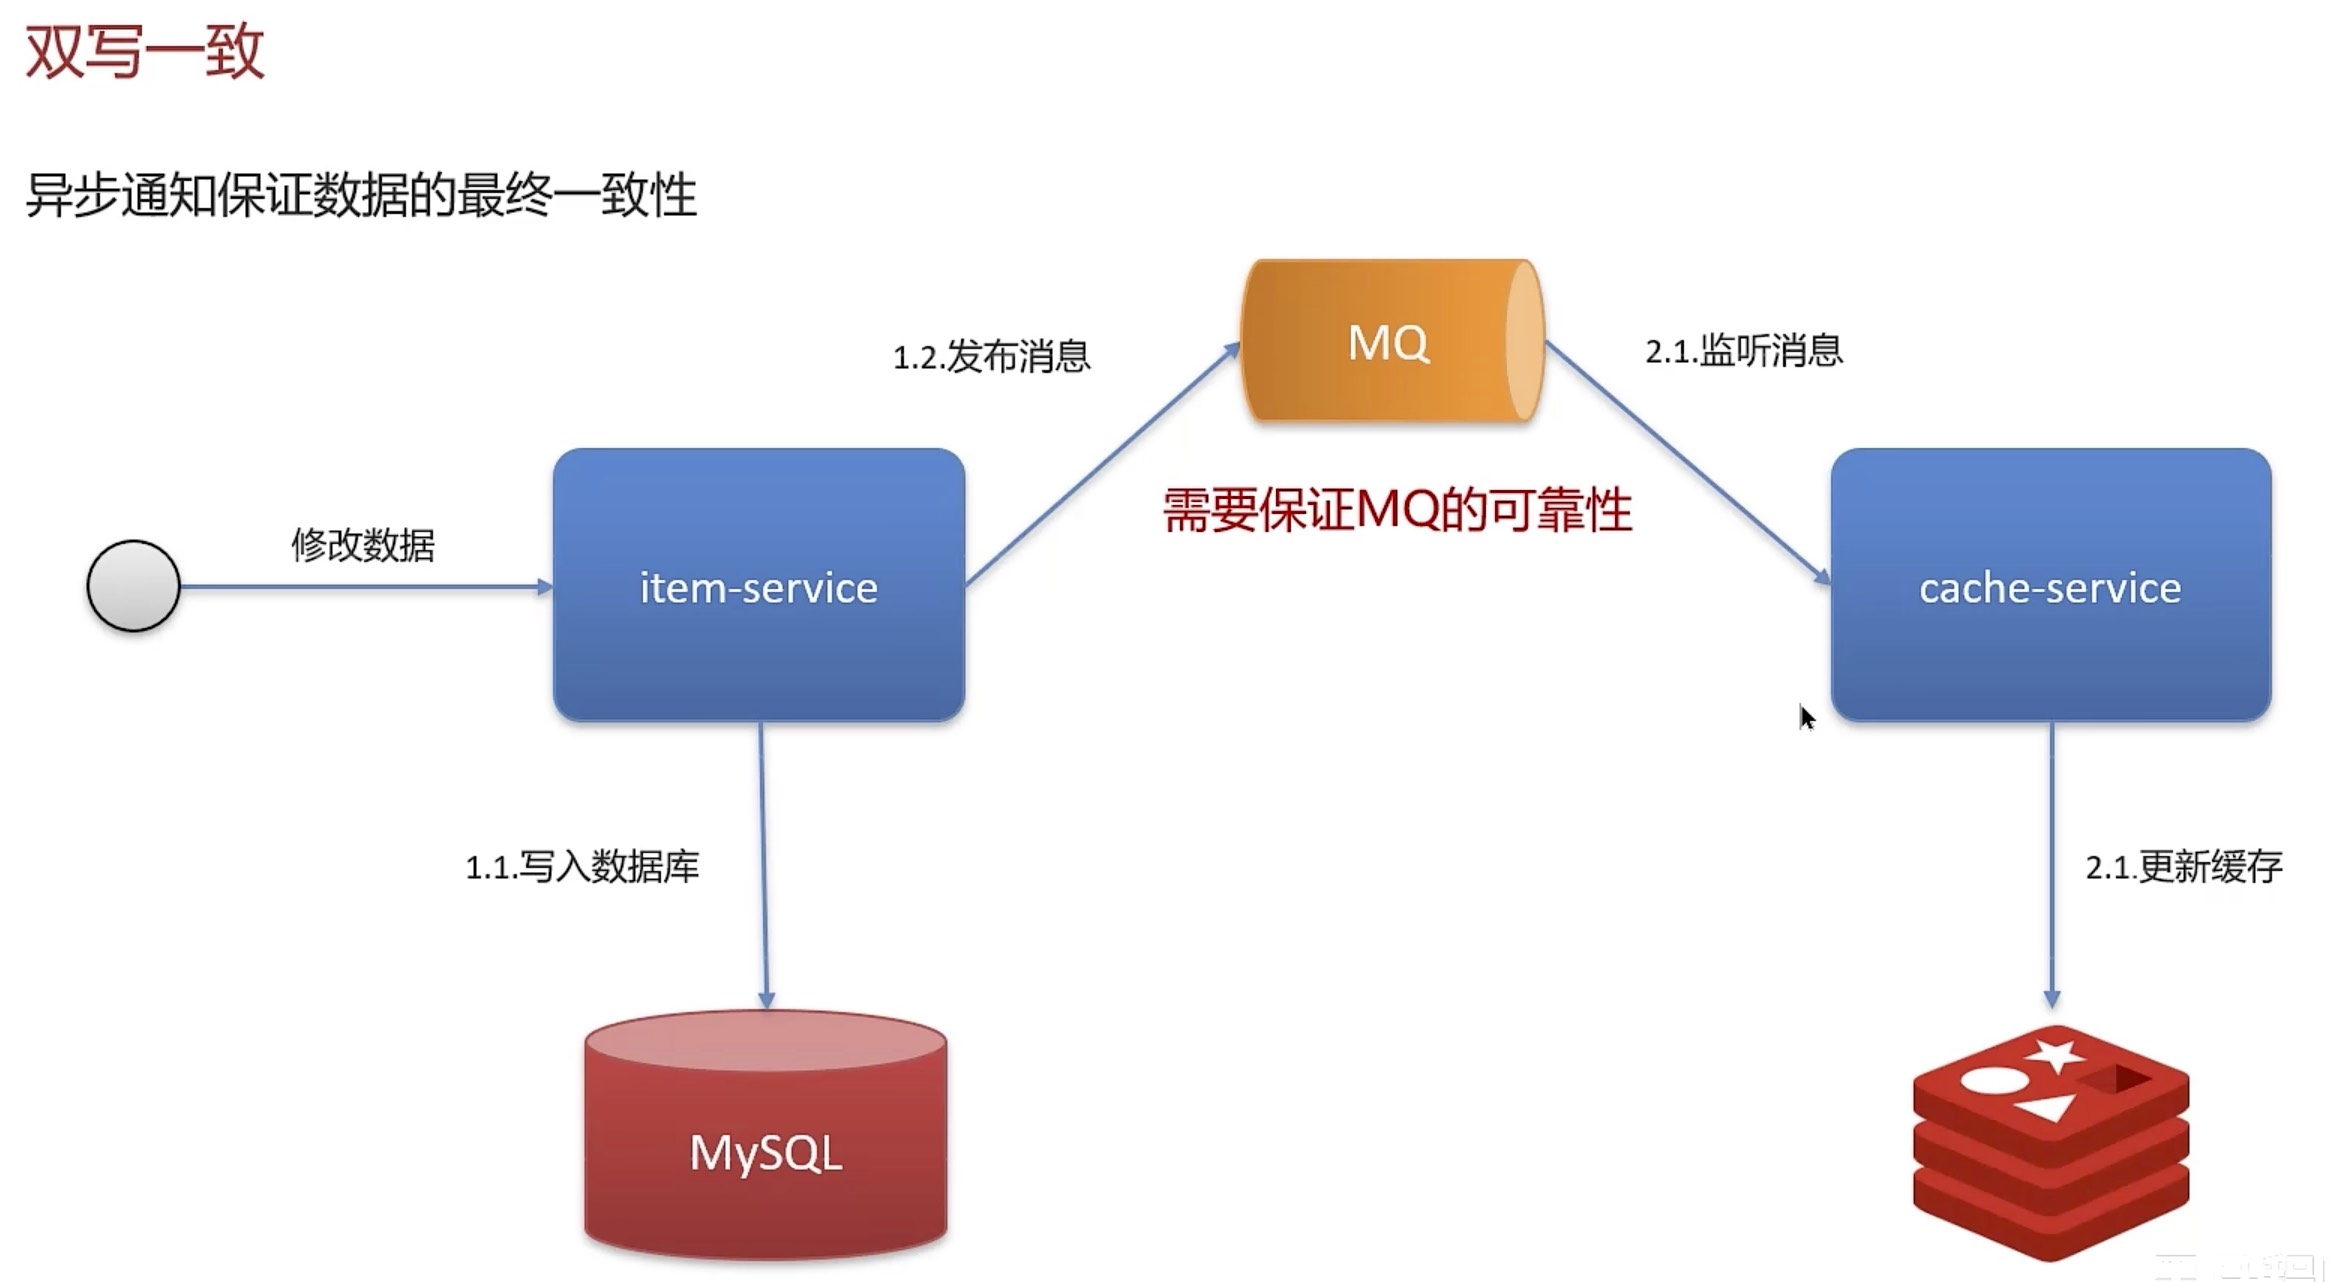 双写一致
异步通知保证数据的最终一致性
MQ
1.2.发布消息
2.1.监听消息
需要保证MQ的可靠性
修改数据
item-service
cache-service
1.1.写入数据库
2.1.更新缓存
MySQL